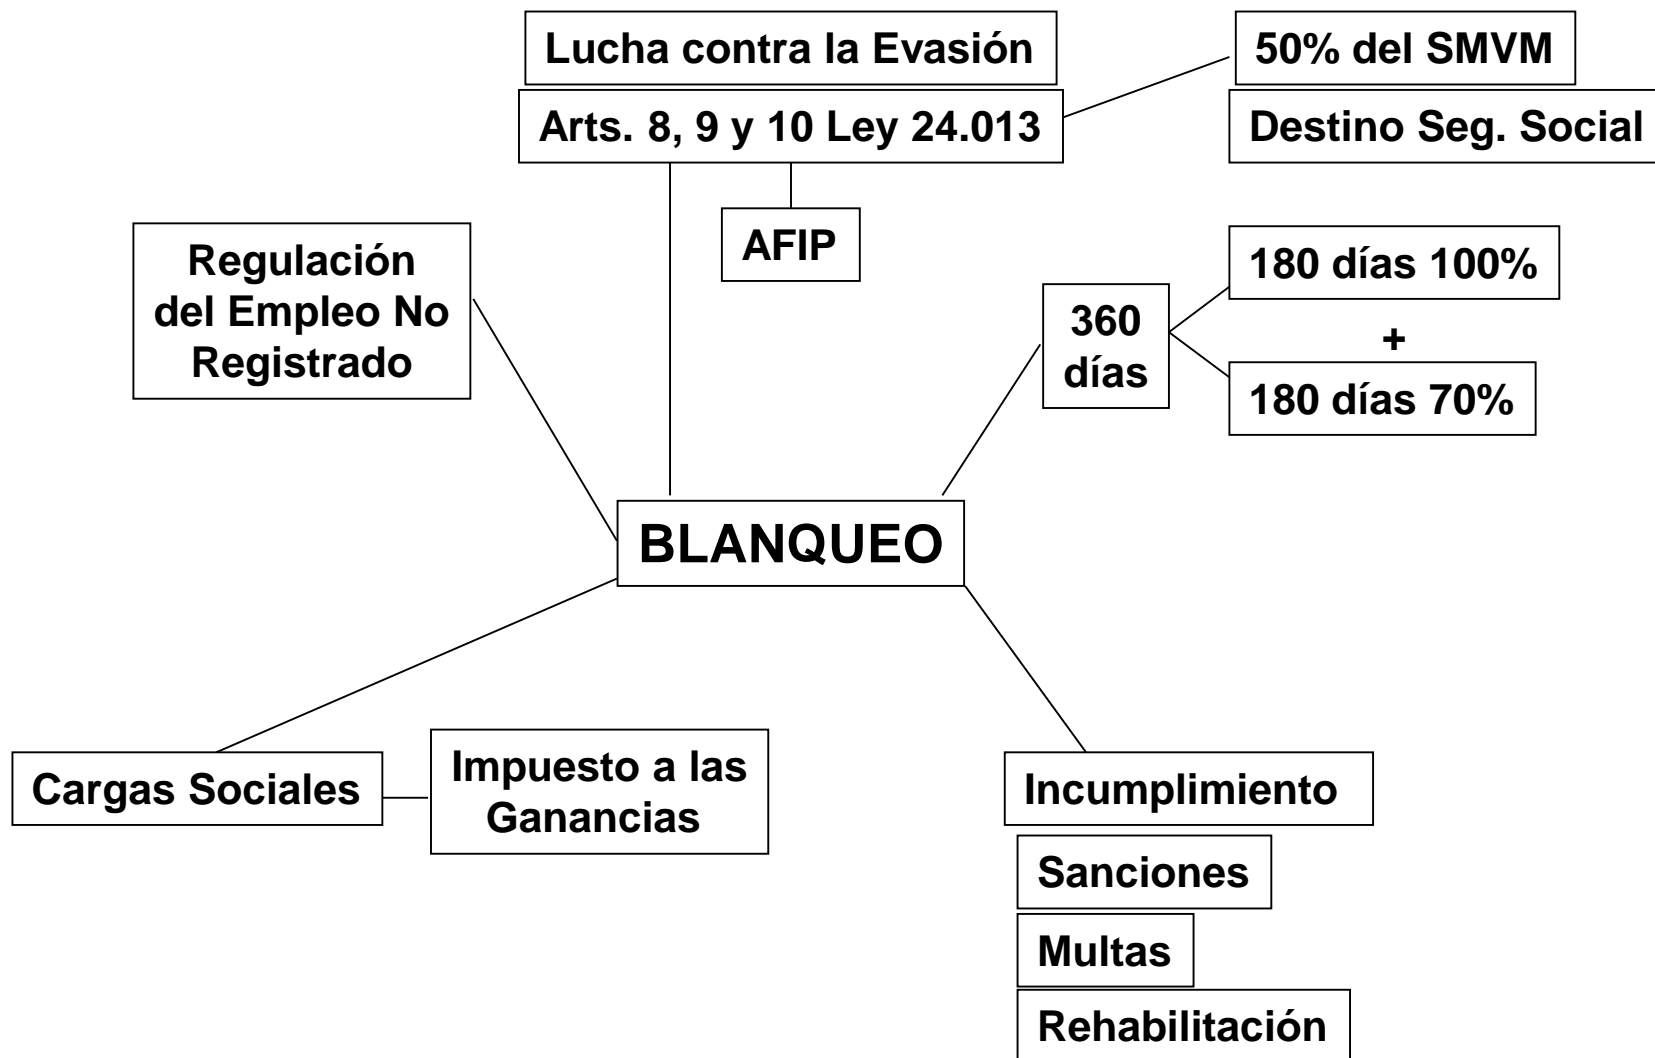 Lucha contra la Evasión
50% del SMVM
Arts. 8, 9 y 10 Ley 24.013
Destino Seg. Social
AFIP
Regulación
del Empleo No
Registrado
180 días 100%
360
días
+
180 días 70%
BLANQUEO
Cargas Sociales
Impuesto a las
Ganancias
Incumplimiento
Sanciones
Multas
Rehabilitación